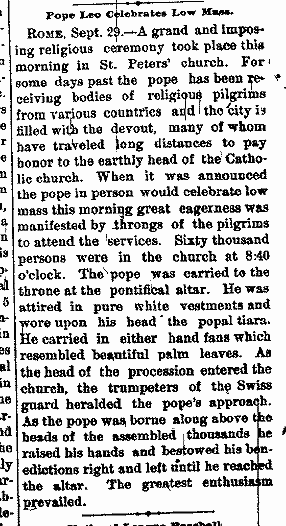 Pope Leo Celebrates Low Mass.
ROME, Sept. 29.—A grand and impos-
ing religious ceremony took place this
morning in St. Peters' church. For
some days past the pope has been re-
ceiving bodies of religious pilgrims
from various countries and the city is
filled with the devout, many of whom
have traveled long distances to pay
honor to the earthly head of the Catho-
lic church. When it was announced
the pope in person would celebrate low
mass this morning great eagerness was
manifested by throngs of the pilgrims
to attend the services. Sixty thousand
persons were in the church at 8:40
o'clock. The pope was carried to the
throne at the pontifical altar. He was
attired in pure white vestments and
wore upon his head the popal tiara.
He carried in either hand fans which
resembled beautiful palm leaves. As
the head of the procession entered the
church, the trumpeters of the Swiss
guard heralded the pope's approach.
As the pope was borne along above the
heads of the assembled thousands he
raised his hands and bestowed his ben-
edictions right and left until he reached
the altar. The greatest enthusiasm
prevailed.